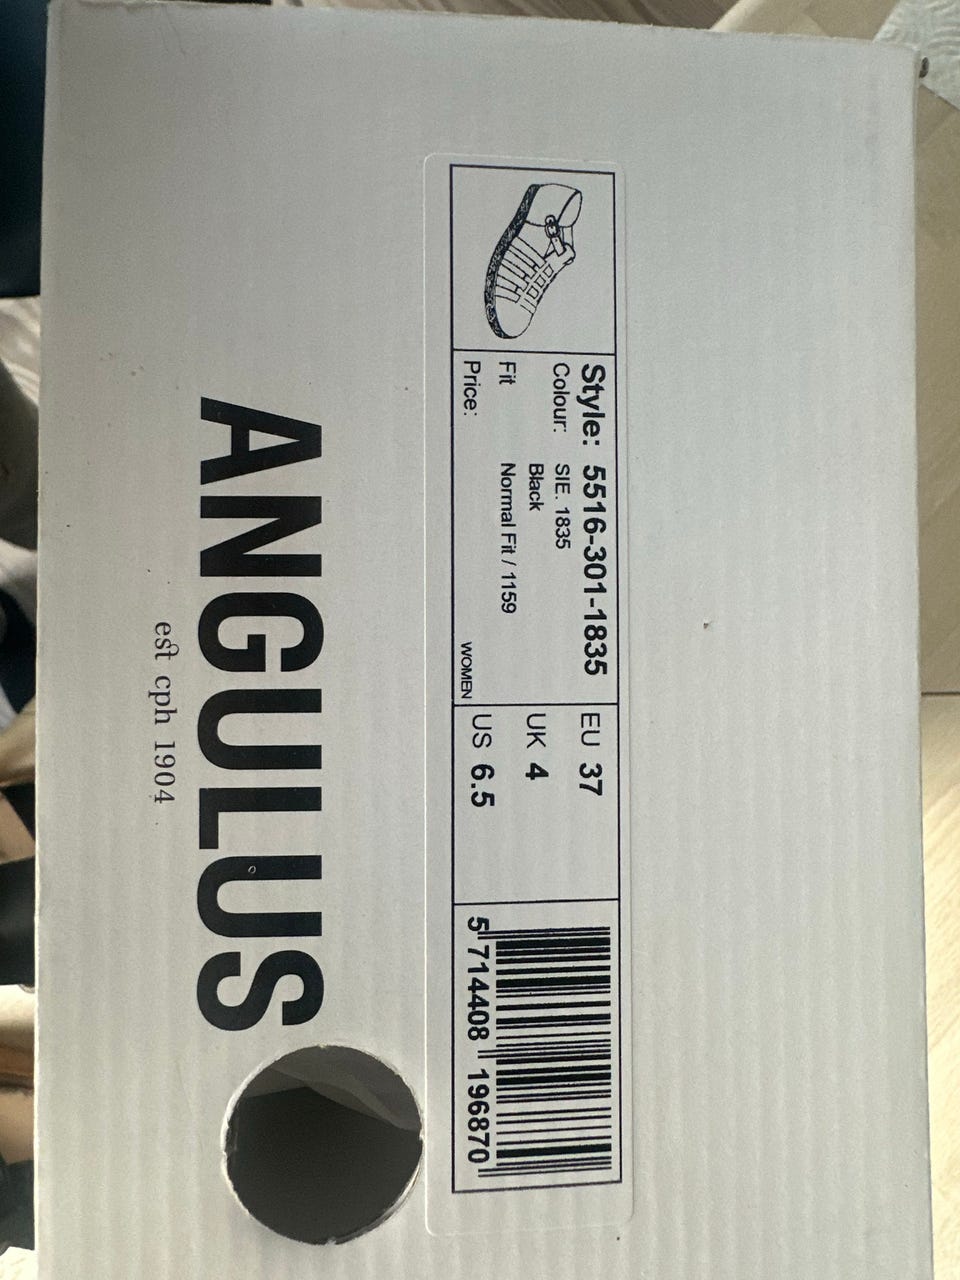 Style: 5516-301-1835
Colour: SIE. 1835
Black
Fit Normal Fit / 1159
Price:
WOMEN
EU 37
UK 4
US 6.5
5 714408 196870
ANGULUS
est cph 1904